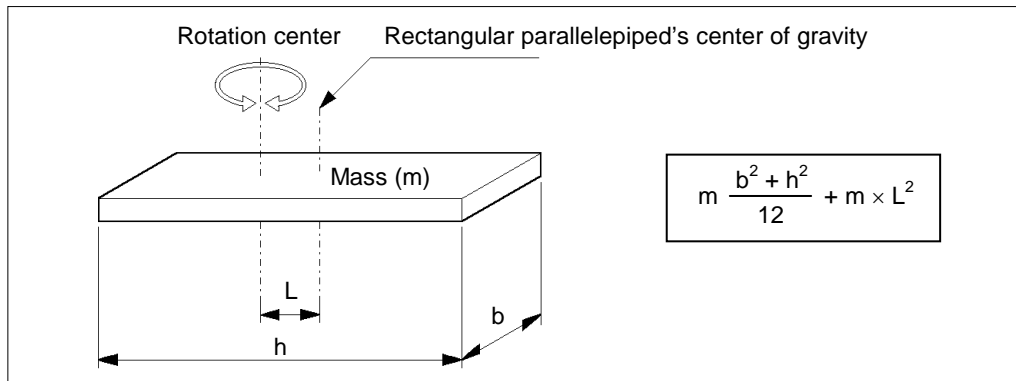 Rotation center
Rectangular parallelepiped's center of gravity
Mass (m)
m (b² + h²)/12 + m × L²
L
b
h